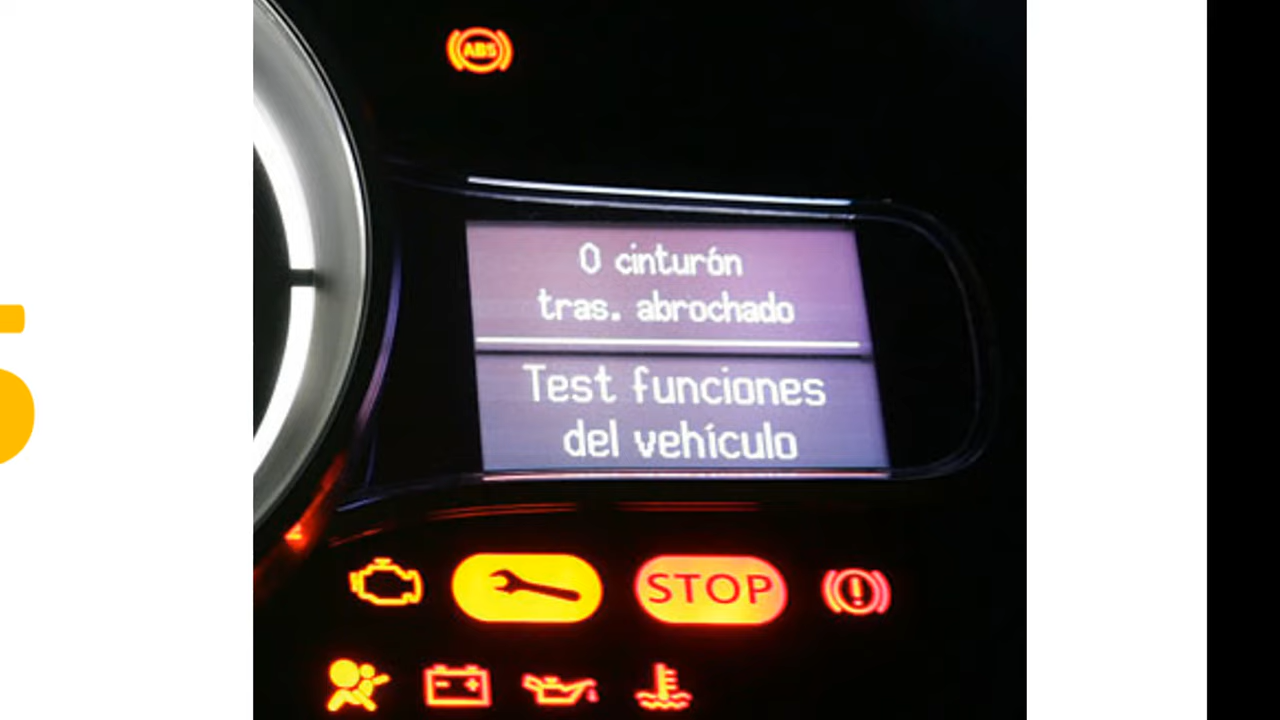 ABS
0 cinturón
tras. abrochado
Test funciones
del vehículo
STOP